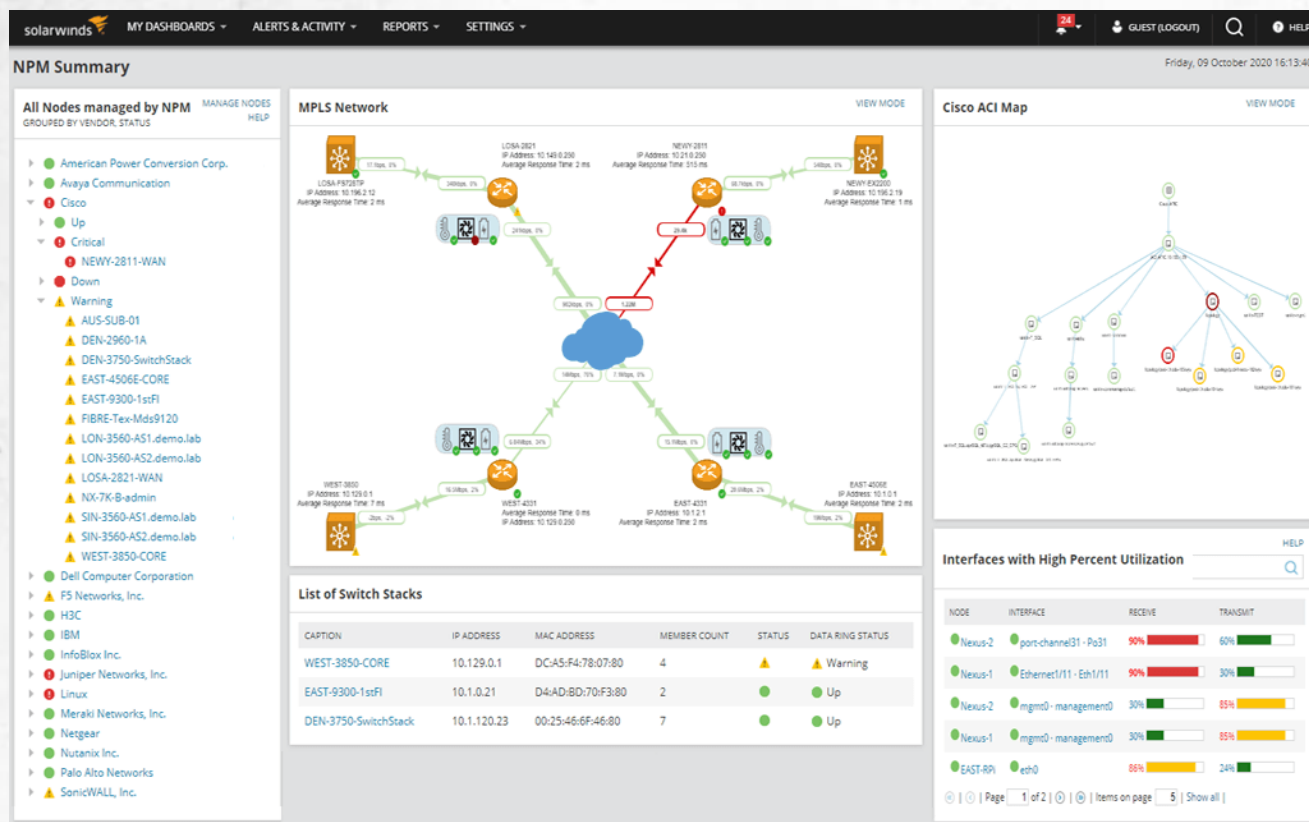 solarwinds
MY DASHBOARDS
ALERTS & ACTIVITY
REPORTS
SETTINGS
24
GUEST (LOGOUT)
HELP
NPM Summary
Friday, 09 October 2020 16:13:40
All Nodes managed by NPM
MANAGE NODES
HELP
GROUPED BY VENDOR, STATUS
American Power Conversion Corp.
Avaya Communication
Cisco
Up
Critical
NEWY-2811-WAN
Down
Warning
AUS-SUB-01
DEN-2960-1A
DEN-3750-SwitchStack
EAST-4506E-CORE
EAST-9300-1stFl
FIBRE-Tex-Mds9120
LON-3560-AS1.demo.lab
LON-3560-AS2.demo.lab
LOSA-2821-WAN
NX-7K-B-admin
SIN-3560-AS1.demo.lab
SIN-3560-AS2.demo.lab
WEST-3850-CORE
Dell Computer Corporation
F5 Networks, Inc.
H3C
IBM
InfoBlox Inc.
Juniper Networks, Inc.
Linux
Meraki Networks, Inc.
Netgear
Nutanix Inc.
Palo Alto Networks
SonicWALL, Inc.
MPLS Network
VIEW MODE
LOSA-2821
IP Address: 10.149.0.250
Average Response Time: 2 ms
NEWY-2811
IP Address: 10.21.0.250
Average Response Time: 515 ms
IP Address: 10.196.2.12
Average Response Time: 2 ms
NEWY-EX2200
IP Address: 10.196.2.19
Average Response Time: 1 ms
WEST-3850
IP Address: 10.129.0.1
Average Response Time: 7 ms
WEST-4331
Average Response Time: 0 ms
IP Address: 10.129.0.250
EAST-4331
IP Address: 10.1.2.1
Average Response Time: 2 ms
EAST-4506E
IP Address: 10.1.0.1
Average Response Time: 2 ms
List of Switch Stacks
CAPTION IP ADDRESS MAC ADDRESS MEMBER COUNT STATUS DATA RING STATUS
WEST-3850-CORE 10.129.0.1 DC:A5:F4:78:07:80 4 Warning
EAST-9300-1stFl 10.1.0.21 D4:AD:BD:70:F3:80 2 Up
DEN-3750-SwitchStack 10.1.120.23 00:25:46:6F:46:80 7 Up
Cisco ACI Map
VIEW MODE
HELP
Interfaces with High Percent Utilization
NODE INTERFACE RECEIVE TRANSMIT
Nexus-2 port-channel31 - Po31 90% 60%
Nexus-1 Ethernet1/11 - Eth1/11 90% 30%
Nexus-2 mgmt0 - management0 30% 85%
Nexus-1 mgmt0 - management0 30% 85%
EAST-RPi eth0 86% 24%
| Page 1 of 2 | Items on page 5 | Show all |